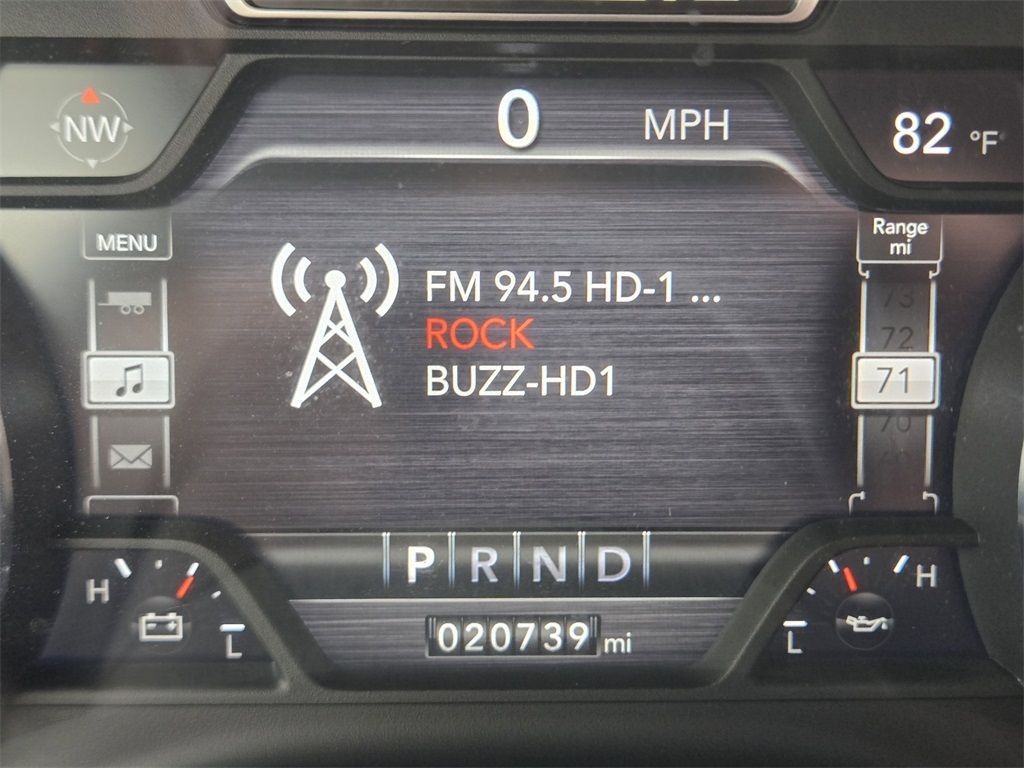 NW
0 MPH
82 °F
MENU
Range
mi
FM 94.5 HD-1 ...
ROCK
BUZZ-HD1
73
72
71
70
P R N D
H
L
020739 mi
H
L